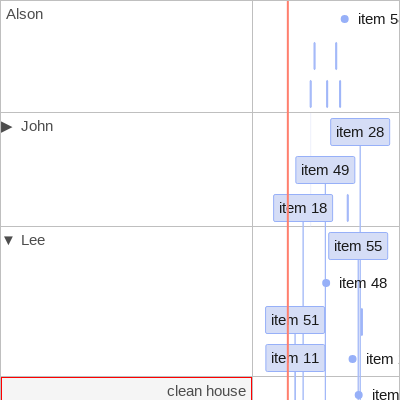 Alson
item 5
▶ John
item 28
item 49
item 18
▼ Lee
item 55
item 48
item 51
item 11
item
clean house
item